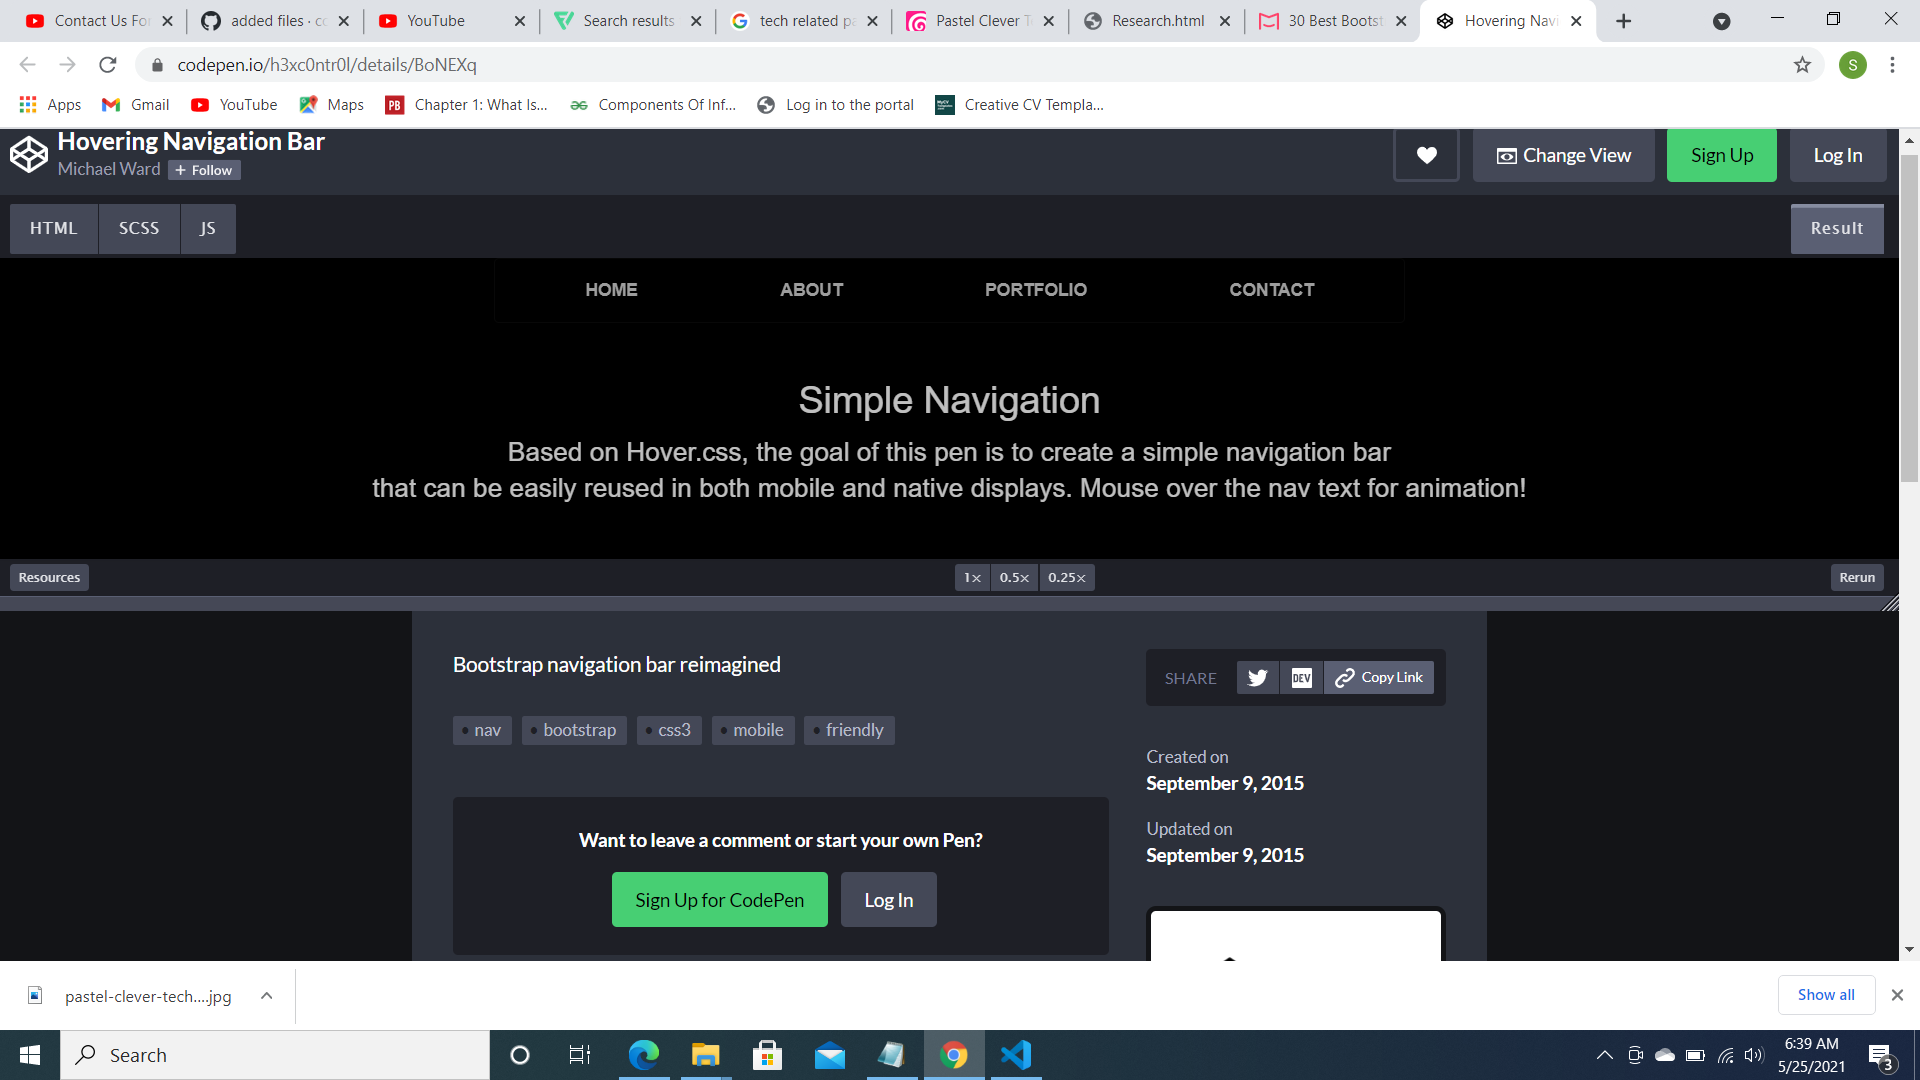 Contact Us Fo
added files · c
YouTube
Search results
tech related p
Pastel Clever T
Research.html
30 Best Bootst
Hovering Navi
codepen.io/h3xc0ntr0l/details/BoNEXq
S
Apps
Gmail
YouTube
Maps
PB
Chapter 1: What Is...
Components Of Inf...
Log in to the portal
Creative CV Templa...
Hovering Navigation Bar
Michael Ward
+ Follow
Change View
Sign Up
Log In
HTML
SCSS
JS
Result
HOME
ABOUT
PORTFOLIO
CONTACT
Simple Navigation
Based on Hover.css, the goal of this pen is to create a simple navigation bar
that can be easily reused in both mobile and native displays. Mouse over the nav text for animation!
Resources
1×
0.5×
0.25×
Rerun
Bootstrap navigation bar reimagined
SHARE
DEV
Copy Link
nav
bootstrap
css3
mobile
friendly
Created on
September 9, 2015
Updated on
September 9, 2015
Want to leave a comment or start your own Pen?
Sign Up for CodePen
Log In
pastel-clever-tech....jpg
Show all
Search
6:39 AM
5/25/2021
3